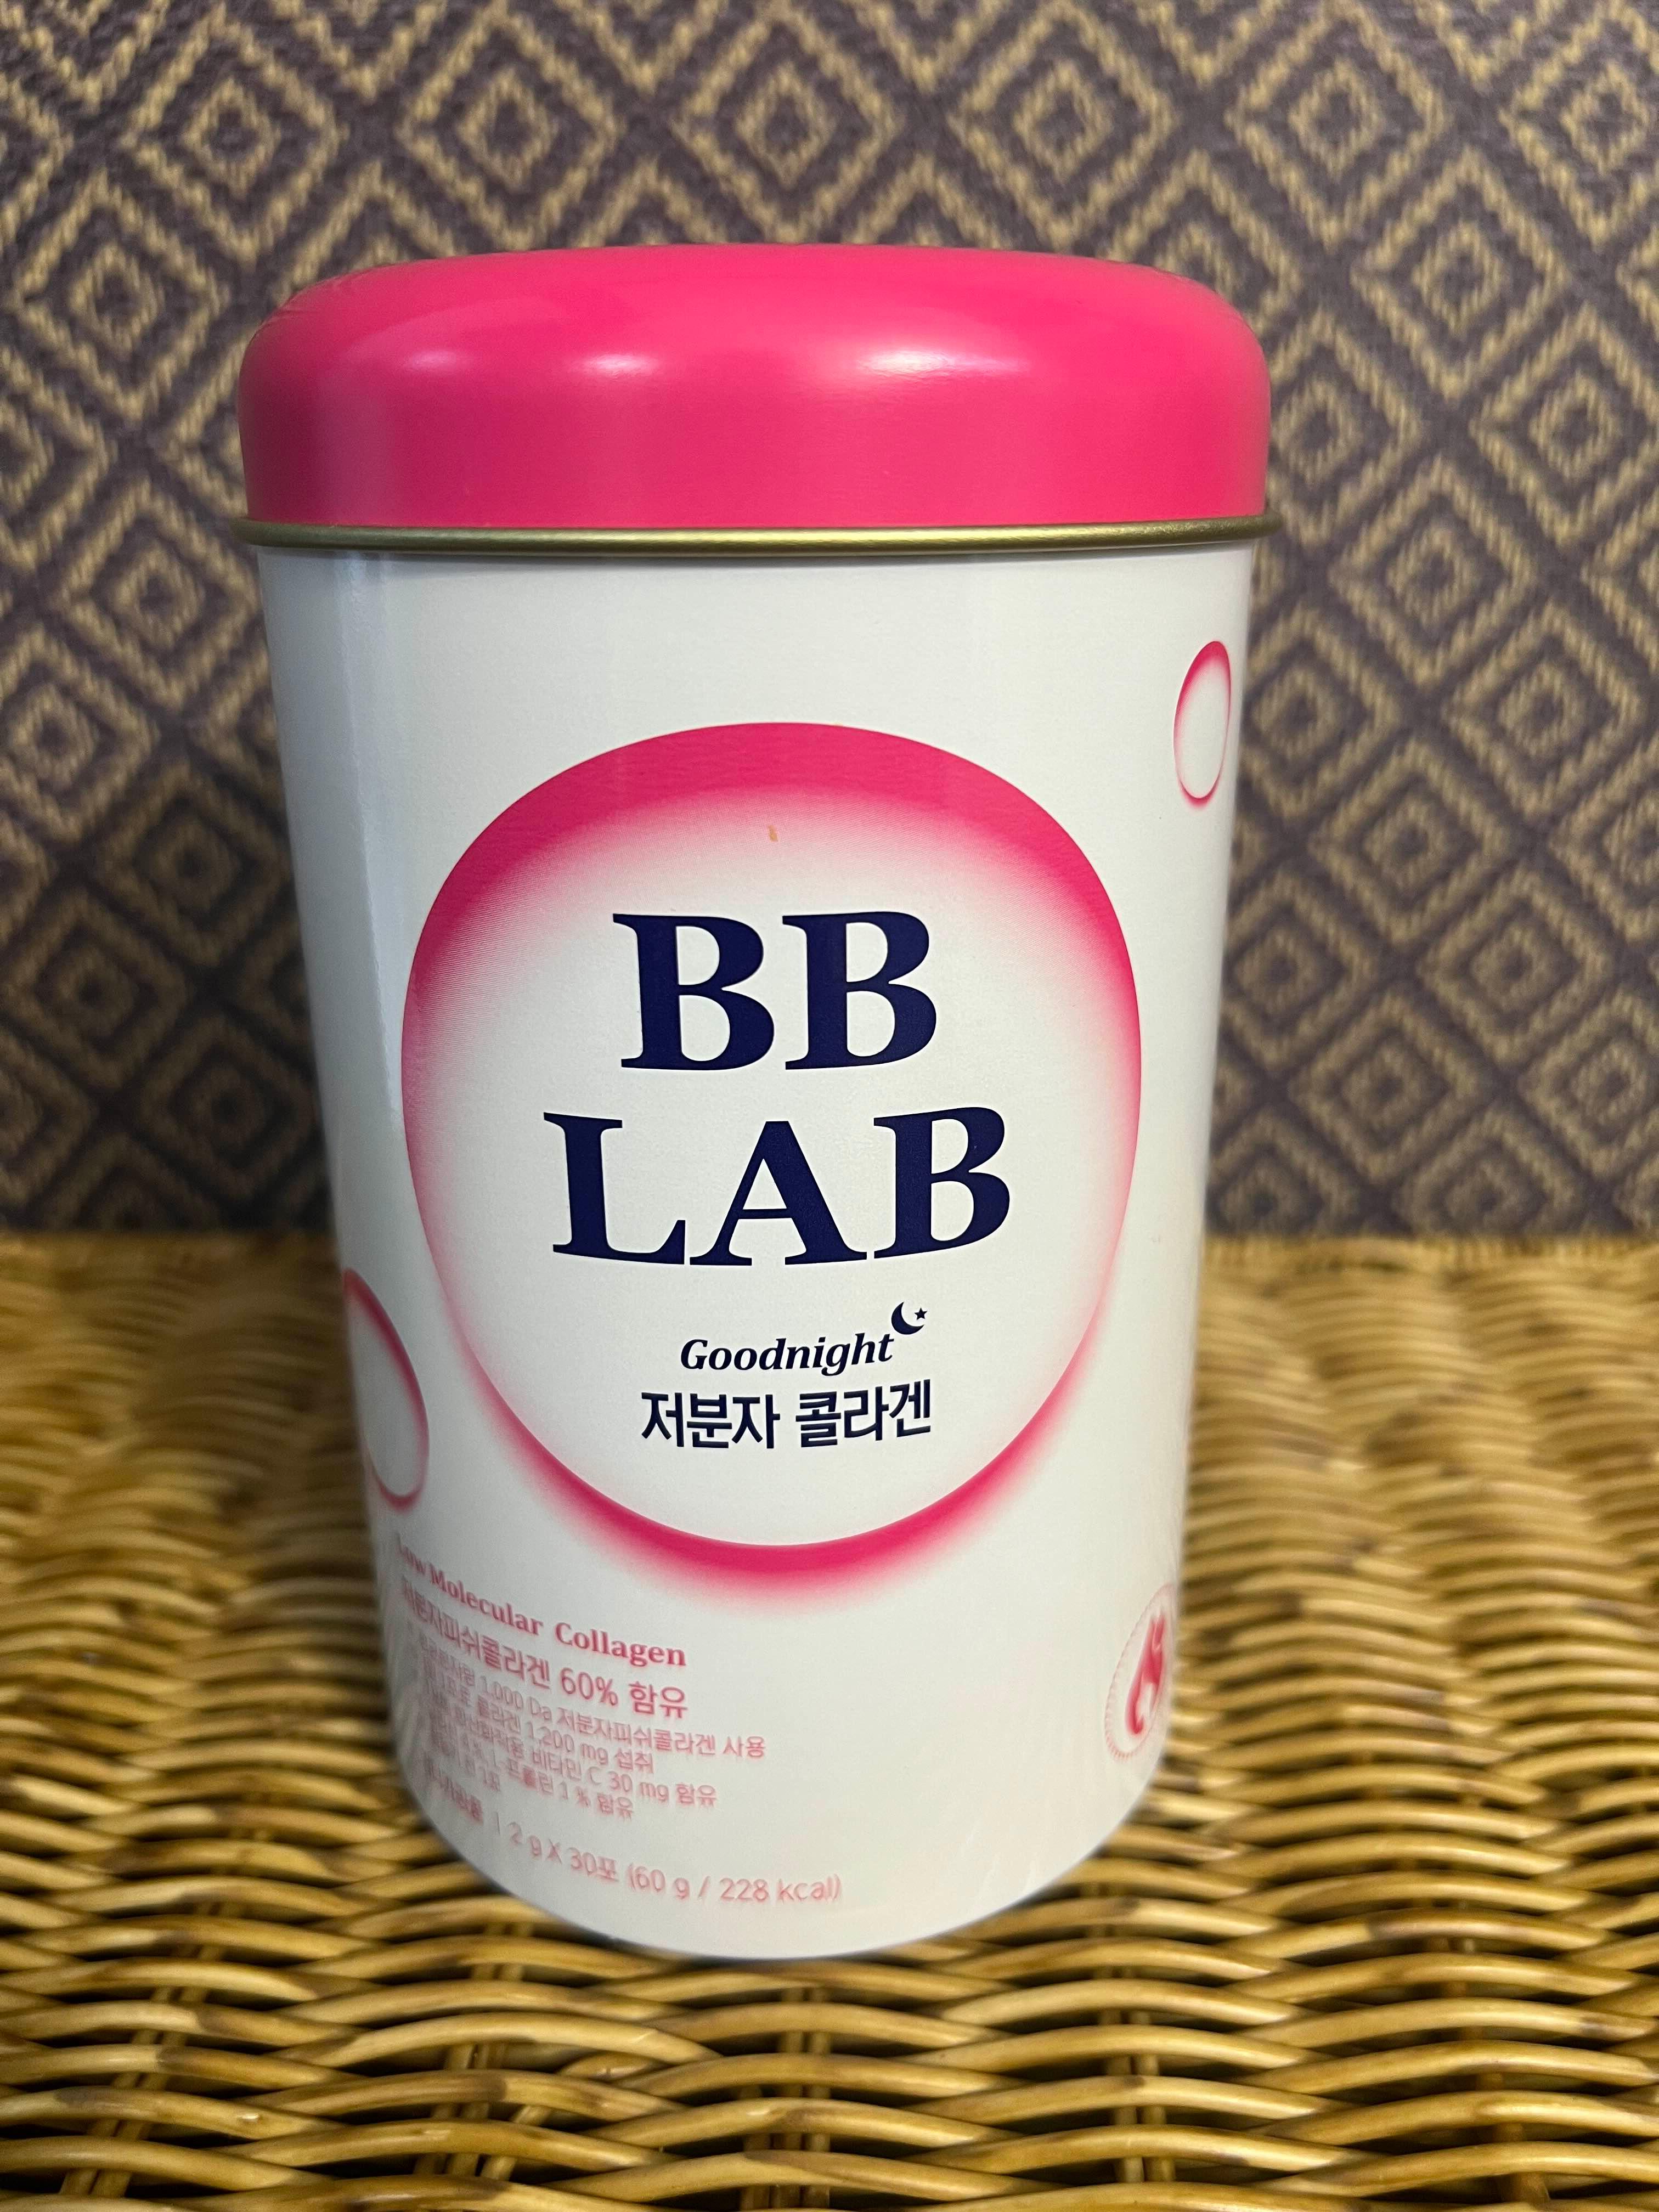 BB
LAB
Goodnight
저분자 콜라겐
Low Molecular Collagen
저분자피쉬콜라겐 60% 함유
1,000 Da 저분자피쉬콜라겐 사용
콜라겐 1,200 mg 섭취
비타민 C 30 mg 함유
L-프롤린 1 % 함유
2 g X 30포 (60 g / 228 kcal)